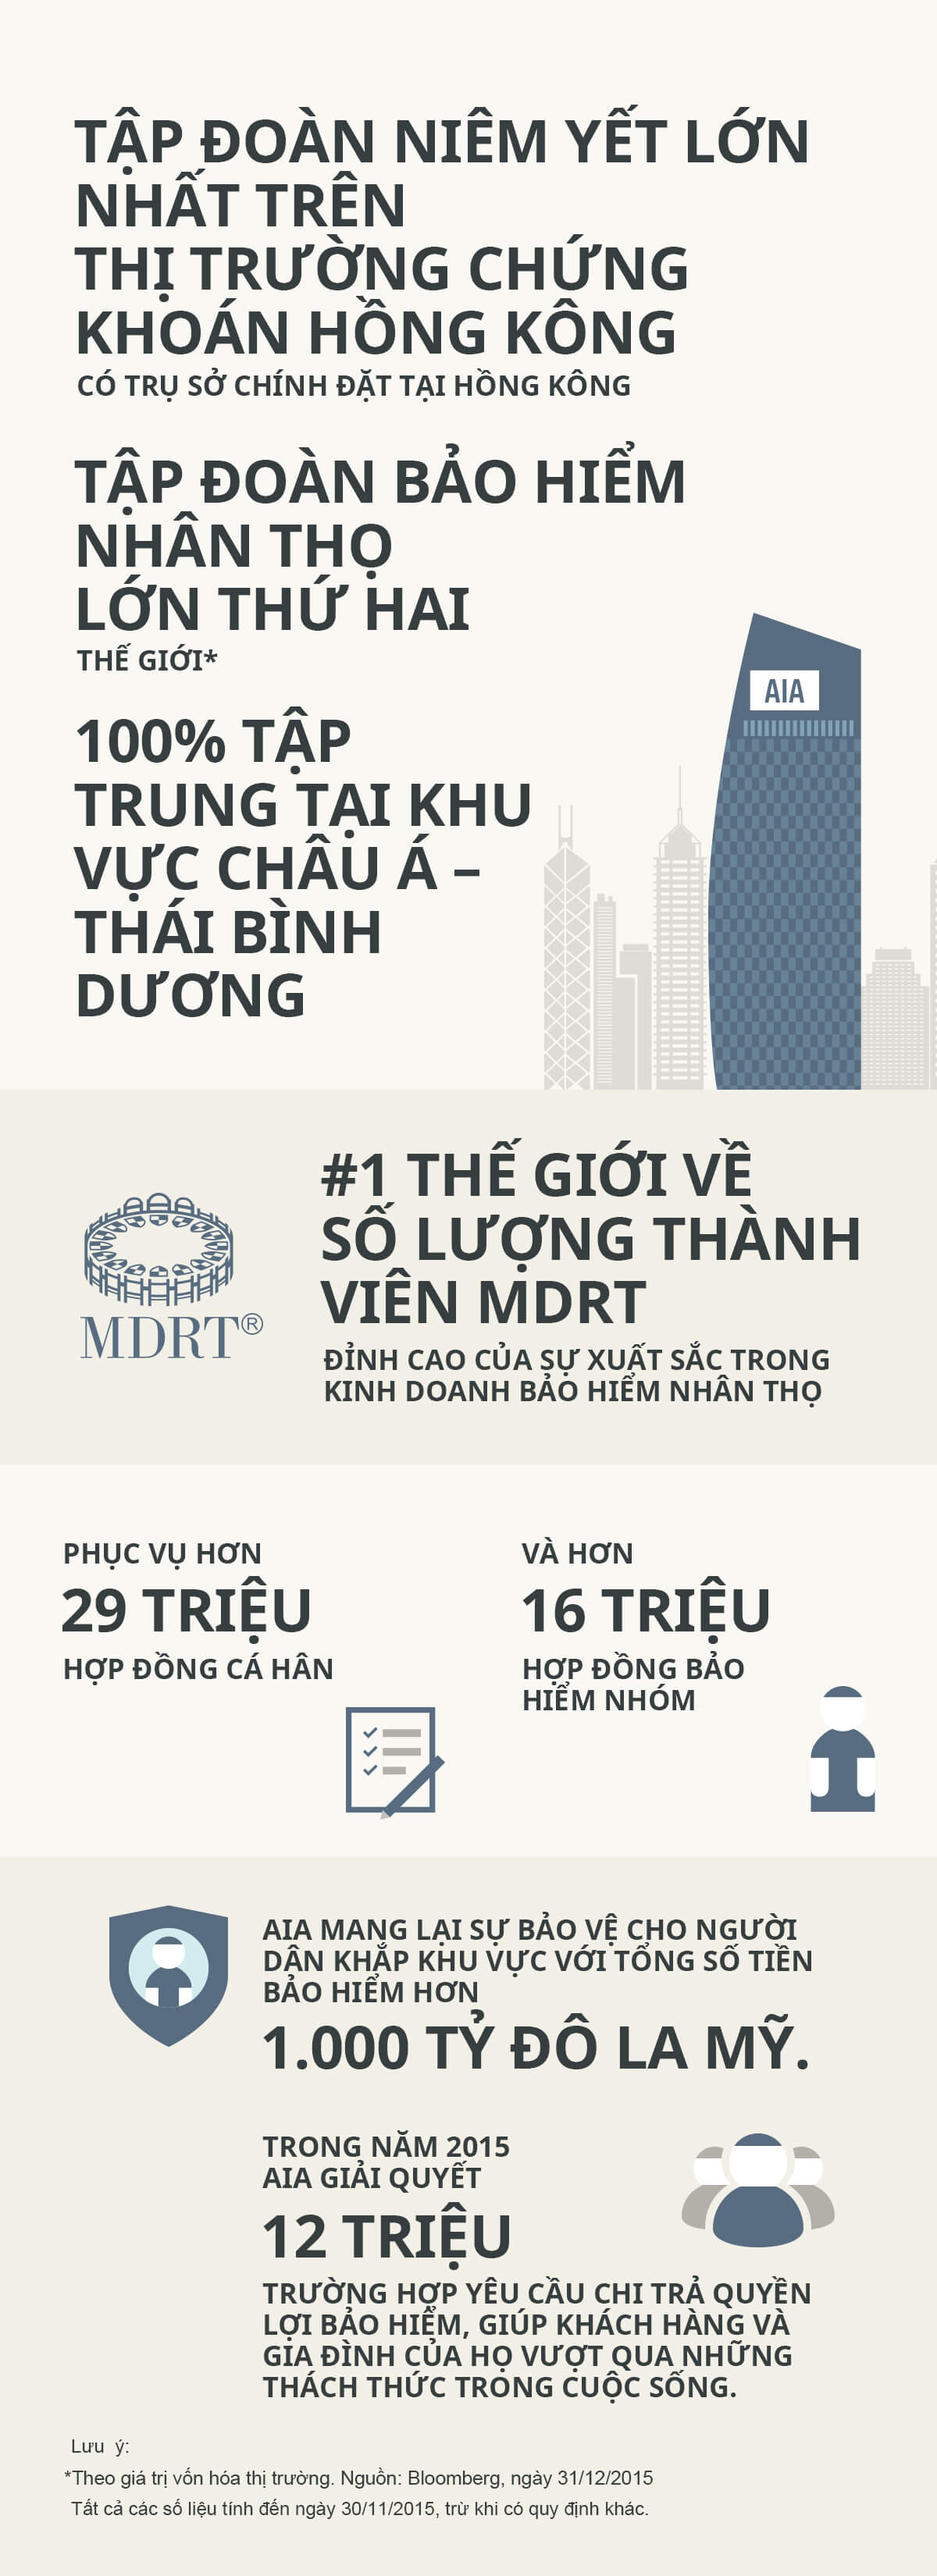 TẬP ĐOÀN NIÊM YẾT LỚN
NHẤT TRÊN
THỊ TRƯỜNG CHỨNG
KHOÁN HỒNG KÔNG
CÓ TRỤ SỞ CHÍNH ĐẶT TẠI HỒNG KÔNG
TẬP ĐOÀN BẢO HIỂM
NHÂN THỌ
LỚN THỨ HAI
THẾ GIỚI*
AIA
100% TẬP
TRUNG TẠI KHU
VỰC CHÂU Á –
THÁI BÌNH
DƯƠNG
#1 THẾ GIỚI VỀ
SỐ LƯỢNG THÀNH
VIÊN MDRT
MDRT®
ĐỈNH CAO CỦA SỰ XUẤT SẮC TRONG
KINH DOANH BẢO HIỂM NHÂN THỌ
PHỤC VỤ HƠN
29 TRIỆU
HỢP ĐỒNG CÁ HÂN
VÀ HƠN
16 TRIỆU
HỢP ĐỒNG BẢO
HIỂM NHÓM
AIA MANG LẠI SỰ BẢO VỆ CHO NGƯỜI
DÂN KHẮP KHU VỰC VỚI TỔNG SỐ TIỀN
BẢO HIỂM HƠN
1.000 TỶ ĐÔ LA MỸ.
TRONG NĂM 2015
AIA GIẢI QUYẾT
12 TRIỆU
TRƯỜNG HỢP YÊU CẦU CHI TRẢ QUYỀN
LỢI BẢO HIỂM, GIÚP KHÁCH HÀNG VÀ
GIA ĐÌNH CỦA HỌ VƯỢT QUA NHỮNG
THÁCH THỨC TRONG CUỘC SỐNG.
Lưu ý:
*Theo giá trị vốn hóa thị trường. Nguồn: Bloomberg, ngày 31/12/2015
Tất cả các số liệu tính đến ngày 30/11/2015, trừ khi có quy định khác.